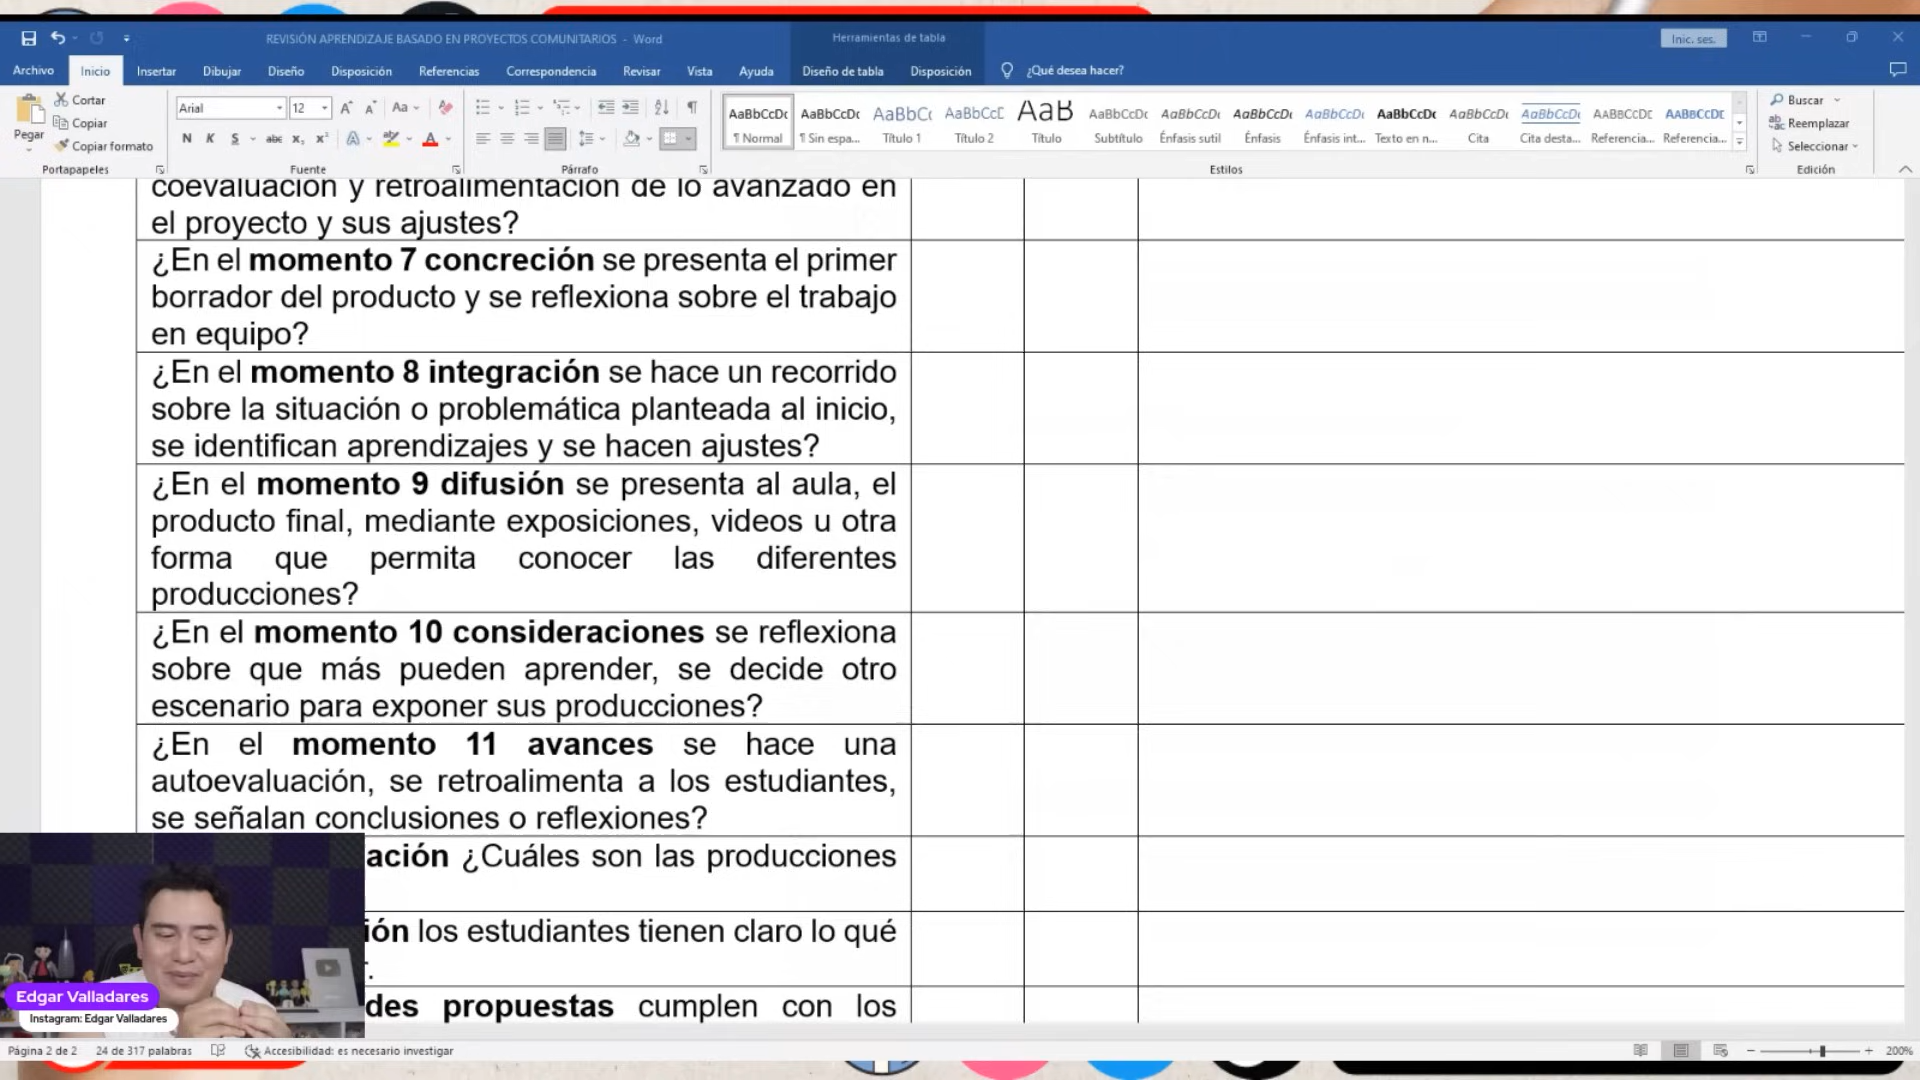 REVISIÓN APRENDIZAJE BASADO EN PROYECTOS COMUNITARIOS - Word
Herramientas de tabla
Inic. ses.
Archivo Inicio Insertar Dibujar Diseño Disposición Referencias Correspondencia Revisar Vista Ayuda Diseño de tabla Disposición ¿Qué desea hacer?
Pegar
Cortar
Copiar
Copiar formato
Portapapeles
Arial 12
N K S abc x, x²
Fuente
Párrafo
AaBbCcDc AaBbCcDc AaBbCc AaBbCcD AaB AaBbCcD AaBbCcDc AaBbCcDc AaBbCcDc AaBbCcDc AaBbCcDc AaBbCcDc AABBCCDC AABBCCDC
¶ Normal ¶ Sin espa... Título 1 Título 2 Título Subtítulo Énfasis sutil Énfasis Énfasis int... Texto en n... Cita Cita desta... Referencia... Referencia...
Estilos
Buscar
Reemplazar
Seleccionar
Edición
coevaluación y retroalimentación de lo avanzado en
el proyecto y sus ajustes?
¿En el momento 7 concreción se presenta el primer
borrador del producto y se reflexiona sobre el trabajo
en equipo?
¿En el momento 8 integración se hace un recorrido
sobre la situación o problemática planteada al inicio,
se identifican aprendizajes y se hacen ajustes?
¿En el momento 9 difusión se presenta al aula, el
producto final, mediante exposiciones, videos u otra
forma que permita conocer las diferentes
producciones?
¿En el momento 10 consideraciones se reflexiona
sobre que más pueden aprender, se decide otro
escenario para exponer sus producciones?
¿En el momento 11 avances se hace una
autoevaluación, se retroalimenta a los estudiantes,
se señalan conclusiones o reflexiones?
ación ¿Cuáles son las producciones
ión los estudiantes tienen claro lo qué
des propuestas cumplen con los
Edgar Valladares
Instagram: Edgar Valladares
Página 2 de 2 24 de 317 palabras Accesibilidad: es necesario investigar 200%